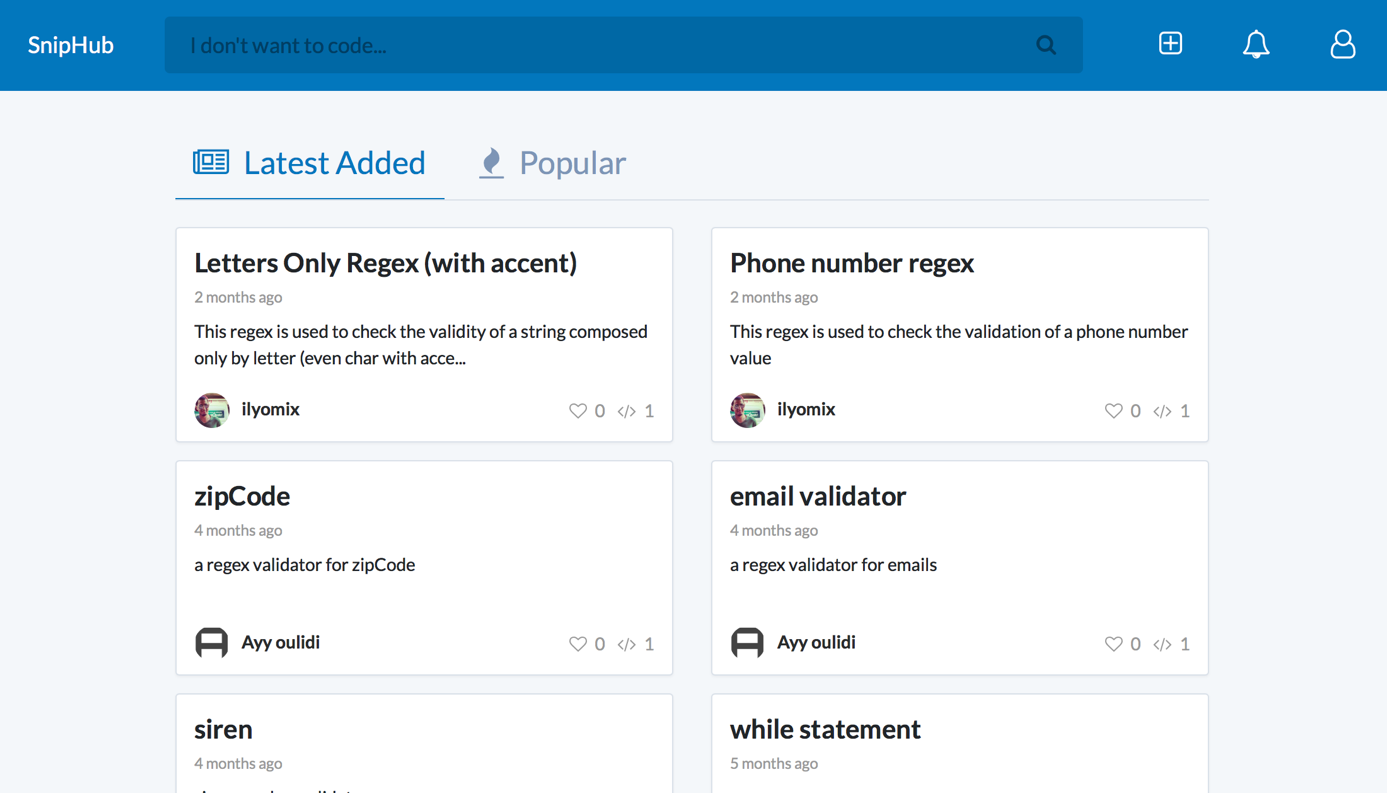 SnipHub
I don't want to code...
Latest Added
Popular
Letters Only Regex (with accent)
2 months ago
This regex is used to check the validity of a string composed
only by letter (even char with acce...
ilyomix
0
1
Phone number regex
2 months ago
This regex is used to check the validation of a phone number
value
ilyomix
0
1
zipCode
4 months ago
a regex validator for zipCode
Ayy oulidi
0
1
email validator
4 months ago
a regex validator for emails
Ayy oulidi
0
1
siren
4 months ago
while statement
5 months ago